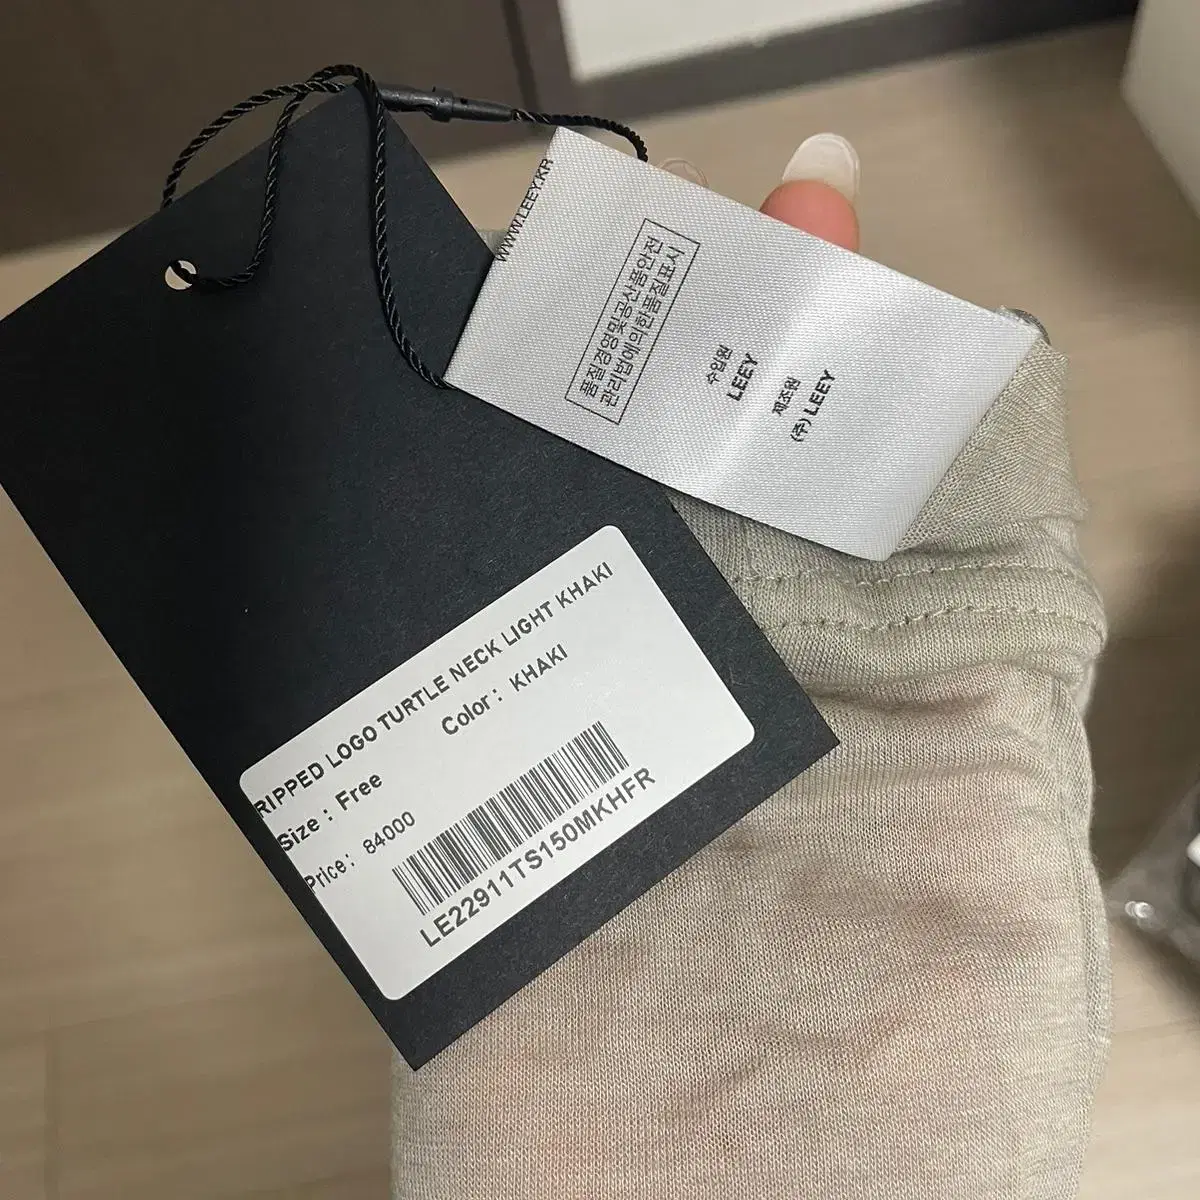 WWW.LEEY.KR
품질경영및공산품안전
관리법에의한품질표시
수입원
LEEY
제조원
(주) LEEY
RIPPED LOGO TURTLE NECK LIGHT KHAKI
Size : Free
Color : KHAKI
Price : 84000
LE22911TS150MKHFR